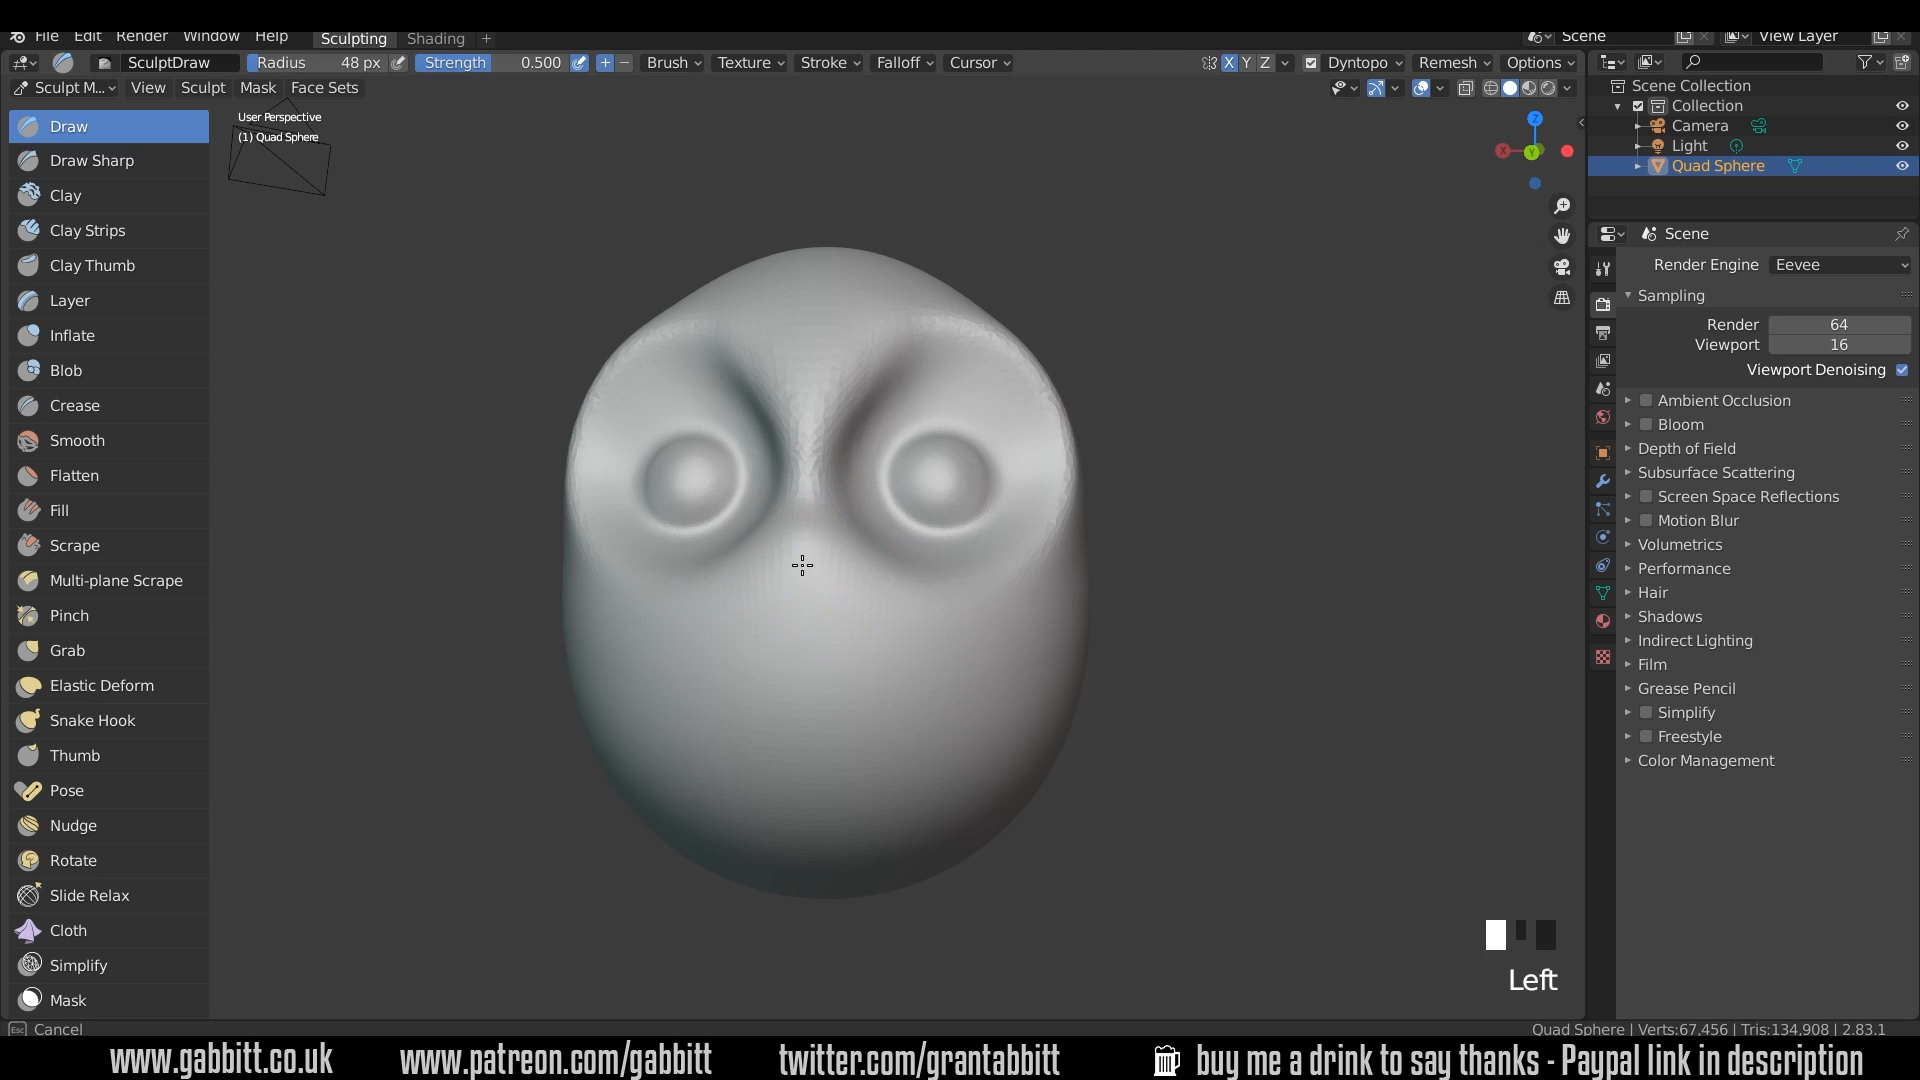 File Edit Render Window Help Sculpting Shading + Scene View Layer
SculptDraw Radius 48 px Strength 0.500 + − Brush Texture Stroke Falloff Cursor X Y Z Dyntopo Remesh Options
Sculpt M... View Sculpt Mask Face Sets
User Perspective
(1) Quad Sphere
Z
X
Y
Draw
Draw Sharp
Clay
Clay Strips
Clay Thumb
Layer
Inflate
Blob
Crease
Smooth
Flatten
Fill
Scrape
Multi-plane Scrape
Pinch
Grab
Elastic Deform
Snake Hook
Thumb
Pose
Nudge
Rotate
Slide Relax
Cloth
Simplify
Mask
Scene Collection
Collection
Camera
Light
Quad Sphere
Scene
Render Engine Eevee
Sampling
Render 64
Viewport 16
Viewport Denoising
Ambient Occlusion
Bloom
Depth of Field
Subsurface Scattering
Screen Space Reflections
Motion Blur
Volumetrics
Performance
Hair
Shadows
Indirect Lighting
Film
Grease Pencil
Simplify
Freestyle
Color Management
Left
Esc Cancel
Quad Sphere | Verts:67,456 | Tris:134,908 | 2.83.1
www.gabbitt.co.uk www.patreon.com/gabbitt twitter.com/grantabbitt buy me a drink to say thanks - Paypal link in description